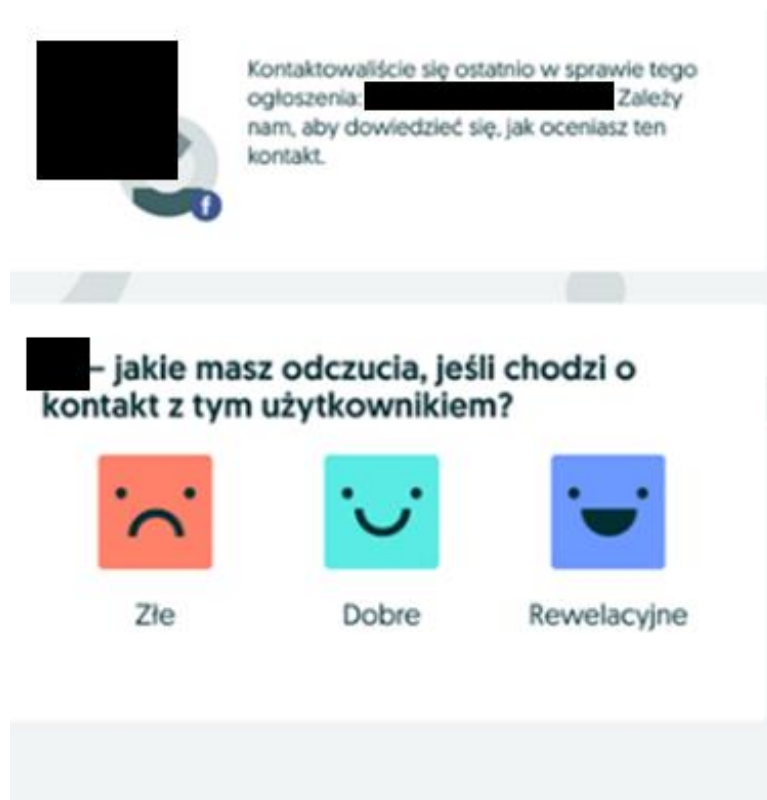 Kontaktowaliście się ostatnio w sprawie tego
ogłoszenia: Zależy
nam, aby dowiedzieć się, jak oceniasz ten
kontakt.
f
– jakie masz odczucia, jeśli chodzi o
kontakt z tym użytkownikiem?
Złe
Dobre
Rewelacyjne